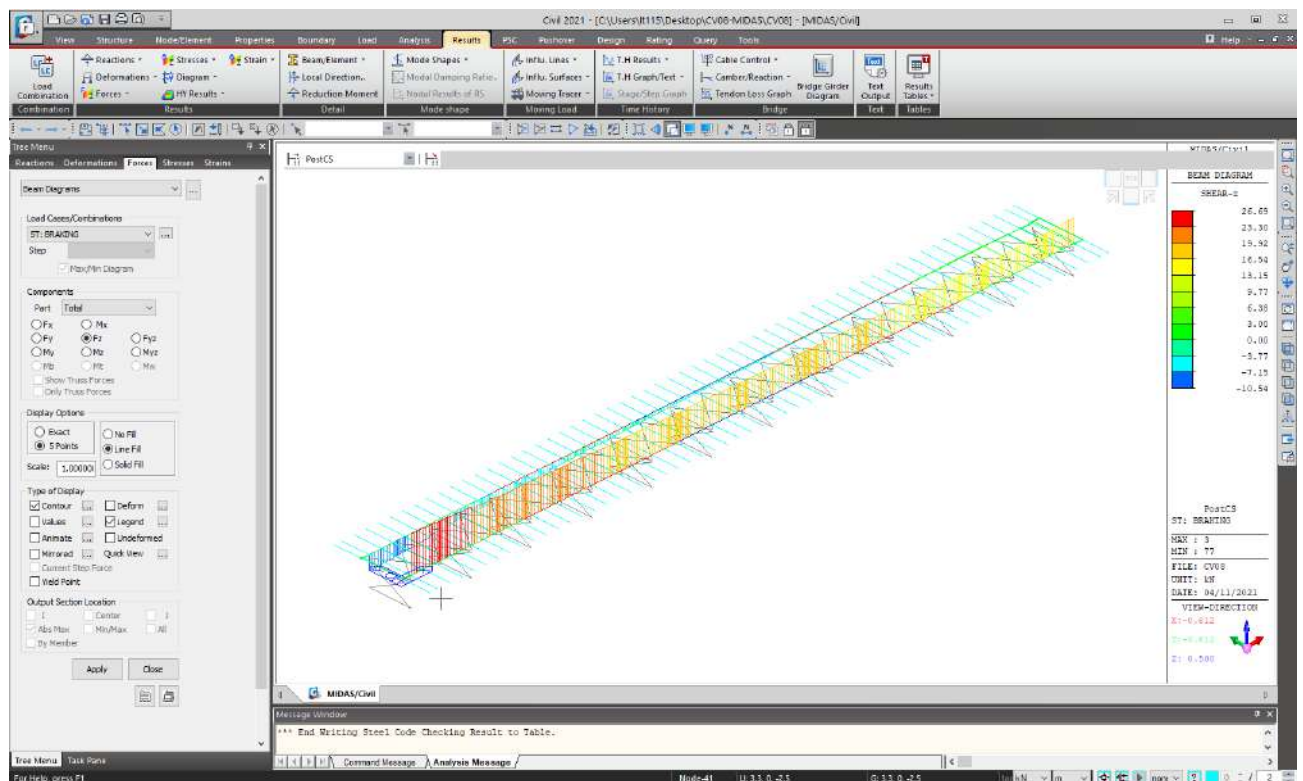 Civil 2021 - [C:\Users\lt115\Desktop\CV08-MIDAS\CV08] - [MIDAS/Civil]
View Structure Node/Element Properties Boundary Load Analysis Results PSC Pushover Design Rating Query Tools Help
Reactions Stresses Strain Beam/Element Mode Shapes Influ. Lines T.H Results Cable Control
Deformations Diagram Local Direction.. Modal Damping Ratio.. Influ. Surfaces T.H Graph/Text Camber/Reaction
Forces HY Results Reduction Moment Nodal Results of RS Moving Tracer Stage/Step Graph Tendon Loss Graph
Load Combination
Bridge Girder Diagram
Text Output
Results Tables
Combination Results Detail Mode shape Moving Load Time History Bridge Text Tables
Tree Menu
Reactions Deformations Forces Stresses Strains
PostCS
Beam Diagrams
Load Cases/Combinations
ST: BRAKING
Step
Max/Min Diagram
Components
Part Total
Fx Mx
Fy Fz Fyz
My Mz Myz
Mb Mt Mw
Show Truss Forces
Only Truss Forces
Display Options
Exact No Fill
5 Points Line Fill
Scale: 1.00000 Solid Fill
Type of Display
Contour Deform
Values Legend
Animate Undeformed
Mirrored Quick View
Current Step Force
Yield Point
Output Section Location
I Center J
Abs Max Min/Max All
By Member
Apply Close
MIDAS/Civil
BEAM DIAGRAM
SHEAR-z
26.69
23.30
19.92
16.54
13.15
9.77
6.38
3.00
0.00
-3.77
-7.15
-10.54
PostCS
ST: BRAKING
MAX : 3
MIN : 77
FILE: CV08
UNIT: kN
DATE: 04/11/2021
VIEW-DIRECTION
X:-0.612
Z: 0.500
MIDAS/Civil
Message Window
*** End Writing Steel Code Checking Result to Table.
Command Message Analysis Message
Tree Menu Task Pane
For Help, press F1
Node-41 U: 3.3, 0, -2.5 G: 3.3, 0, -2.5 kN m